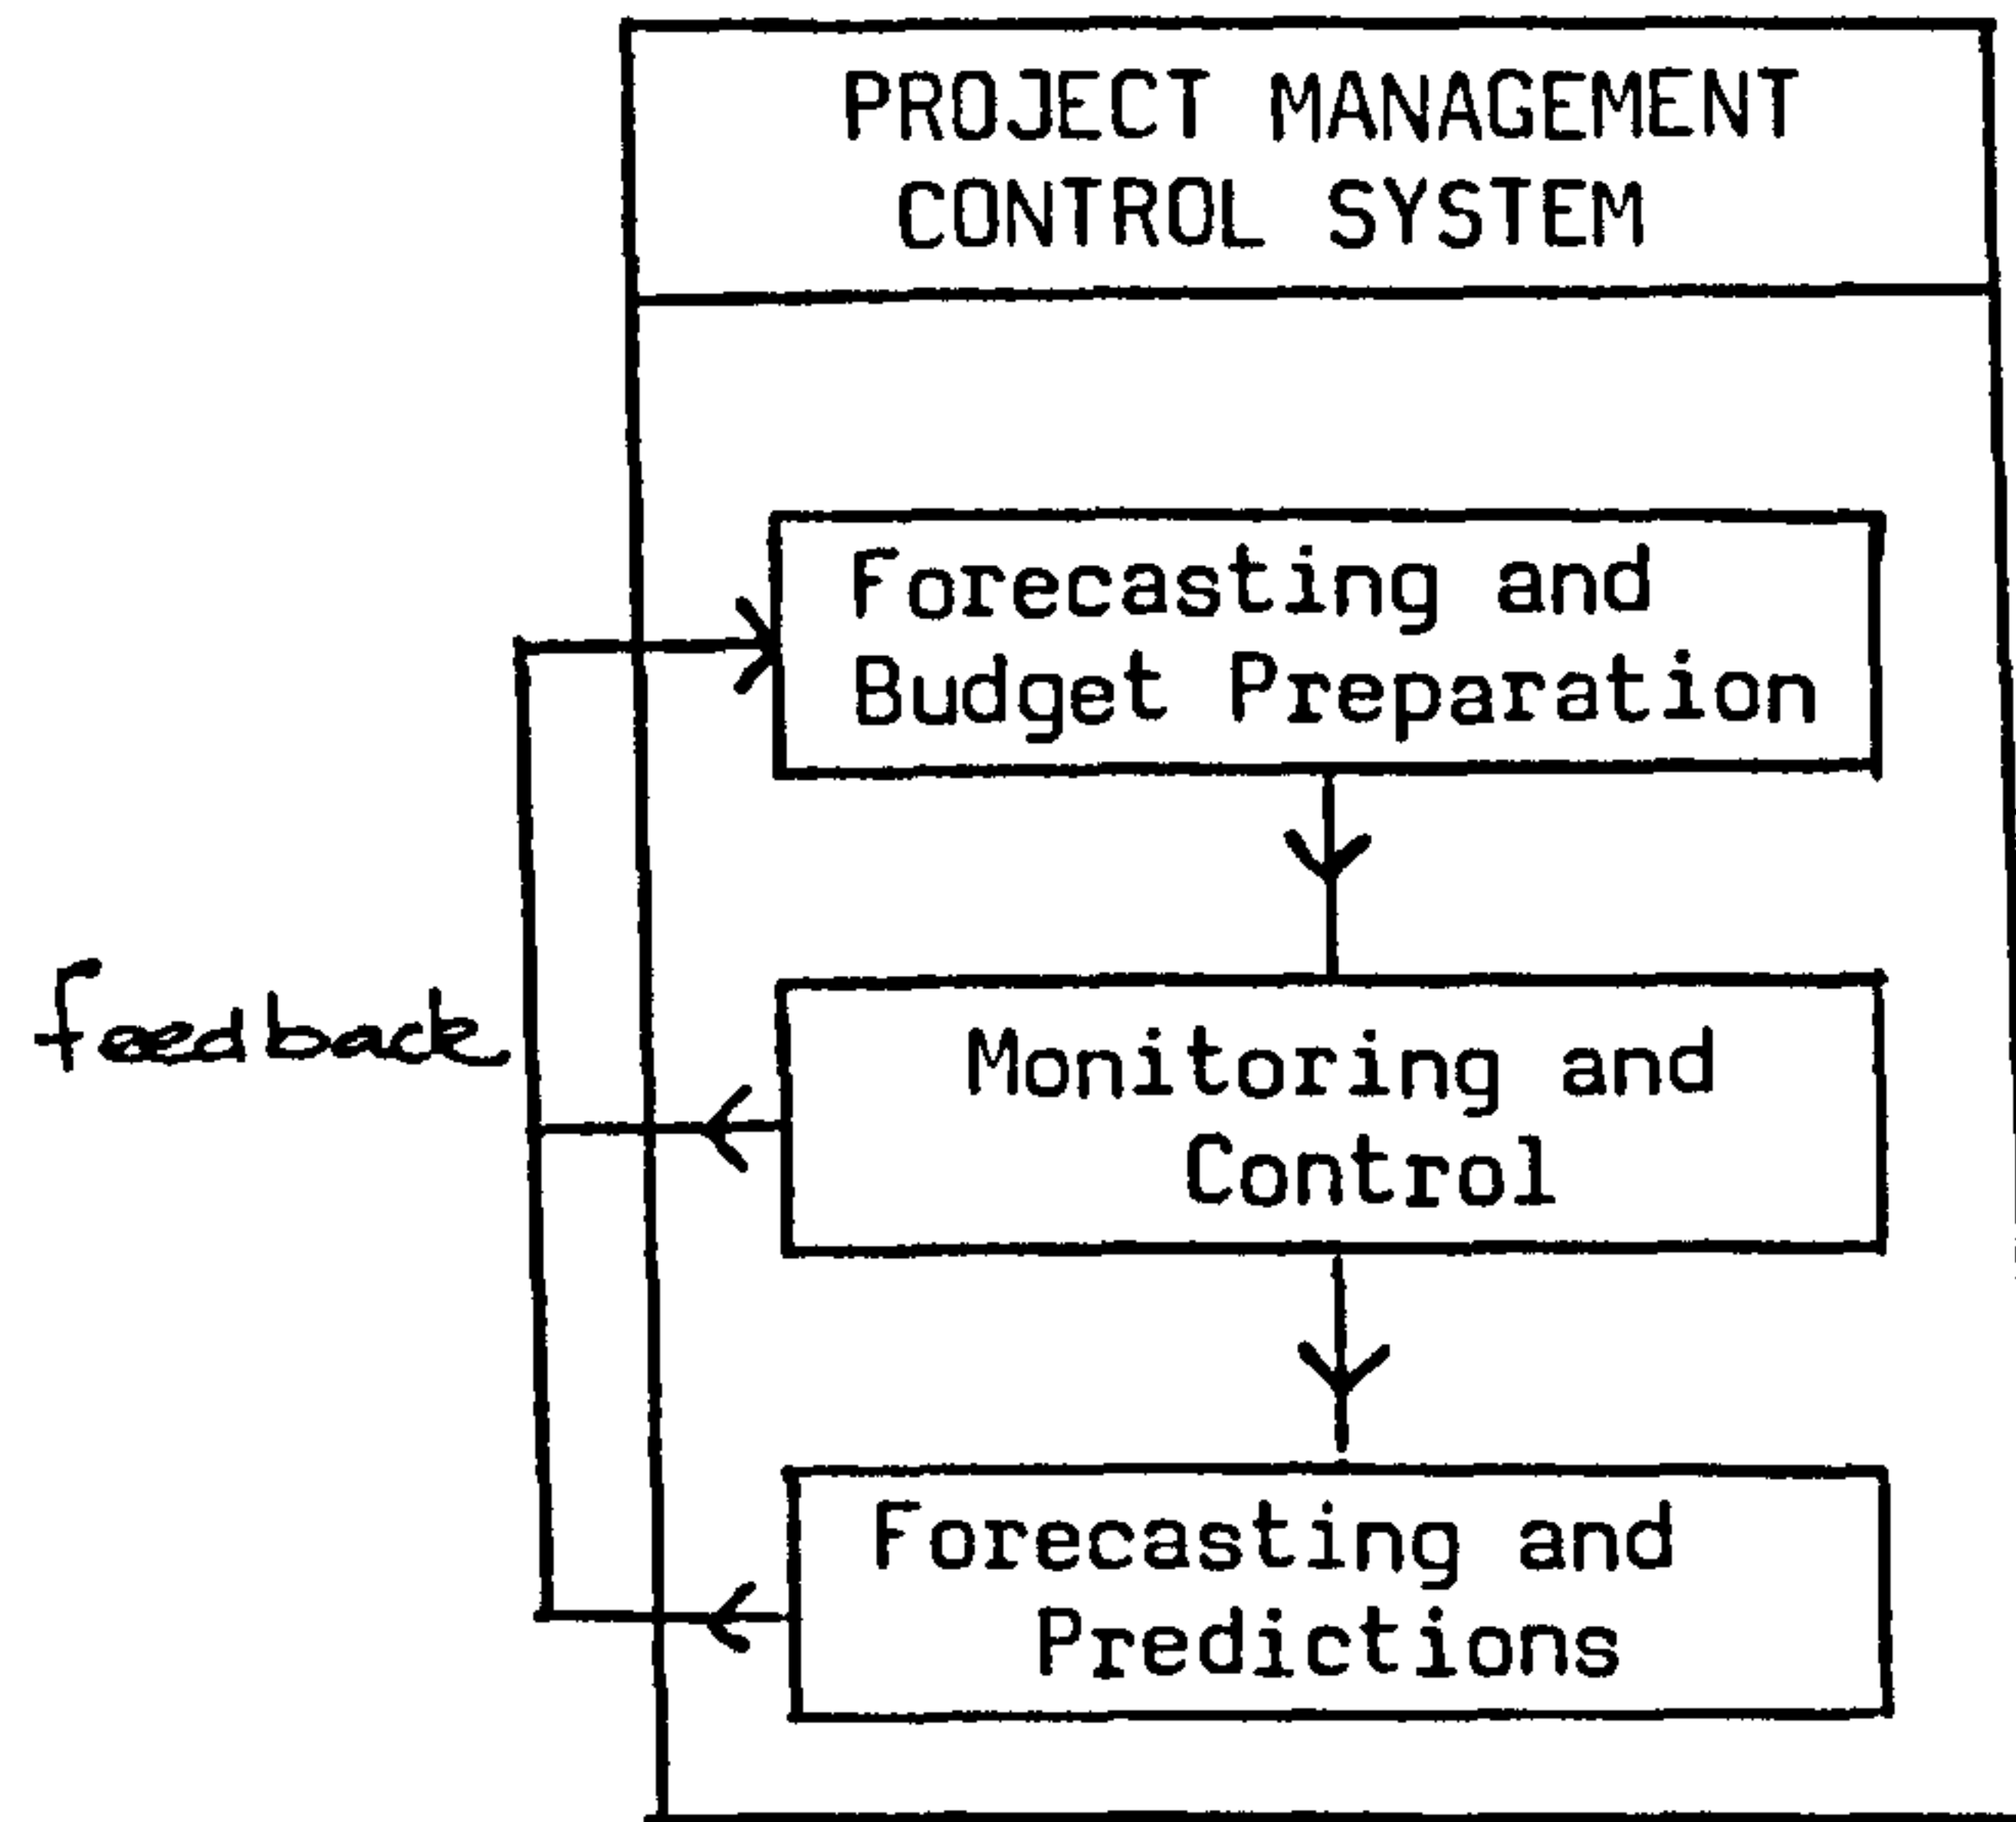 PROJECT MANAGEMENT
CONTROL SYSTEM
Forecasting and
Budget Preparation
feedback
Monitoring and
Control
Forecasting and
Predictions